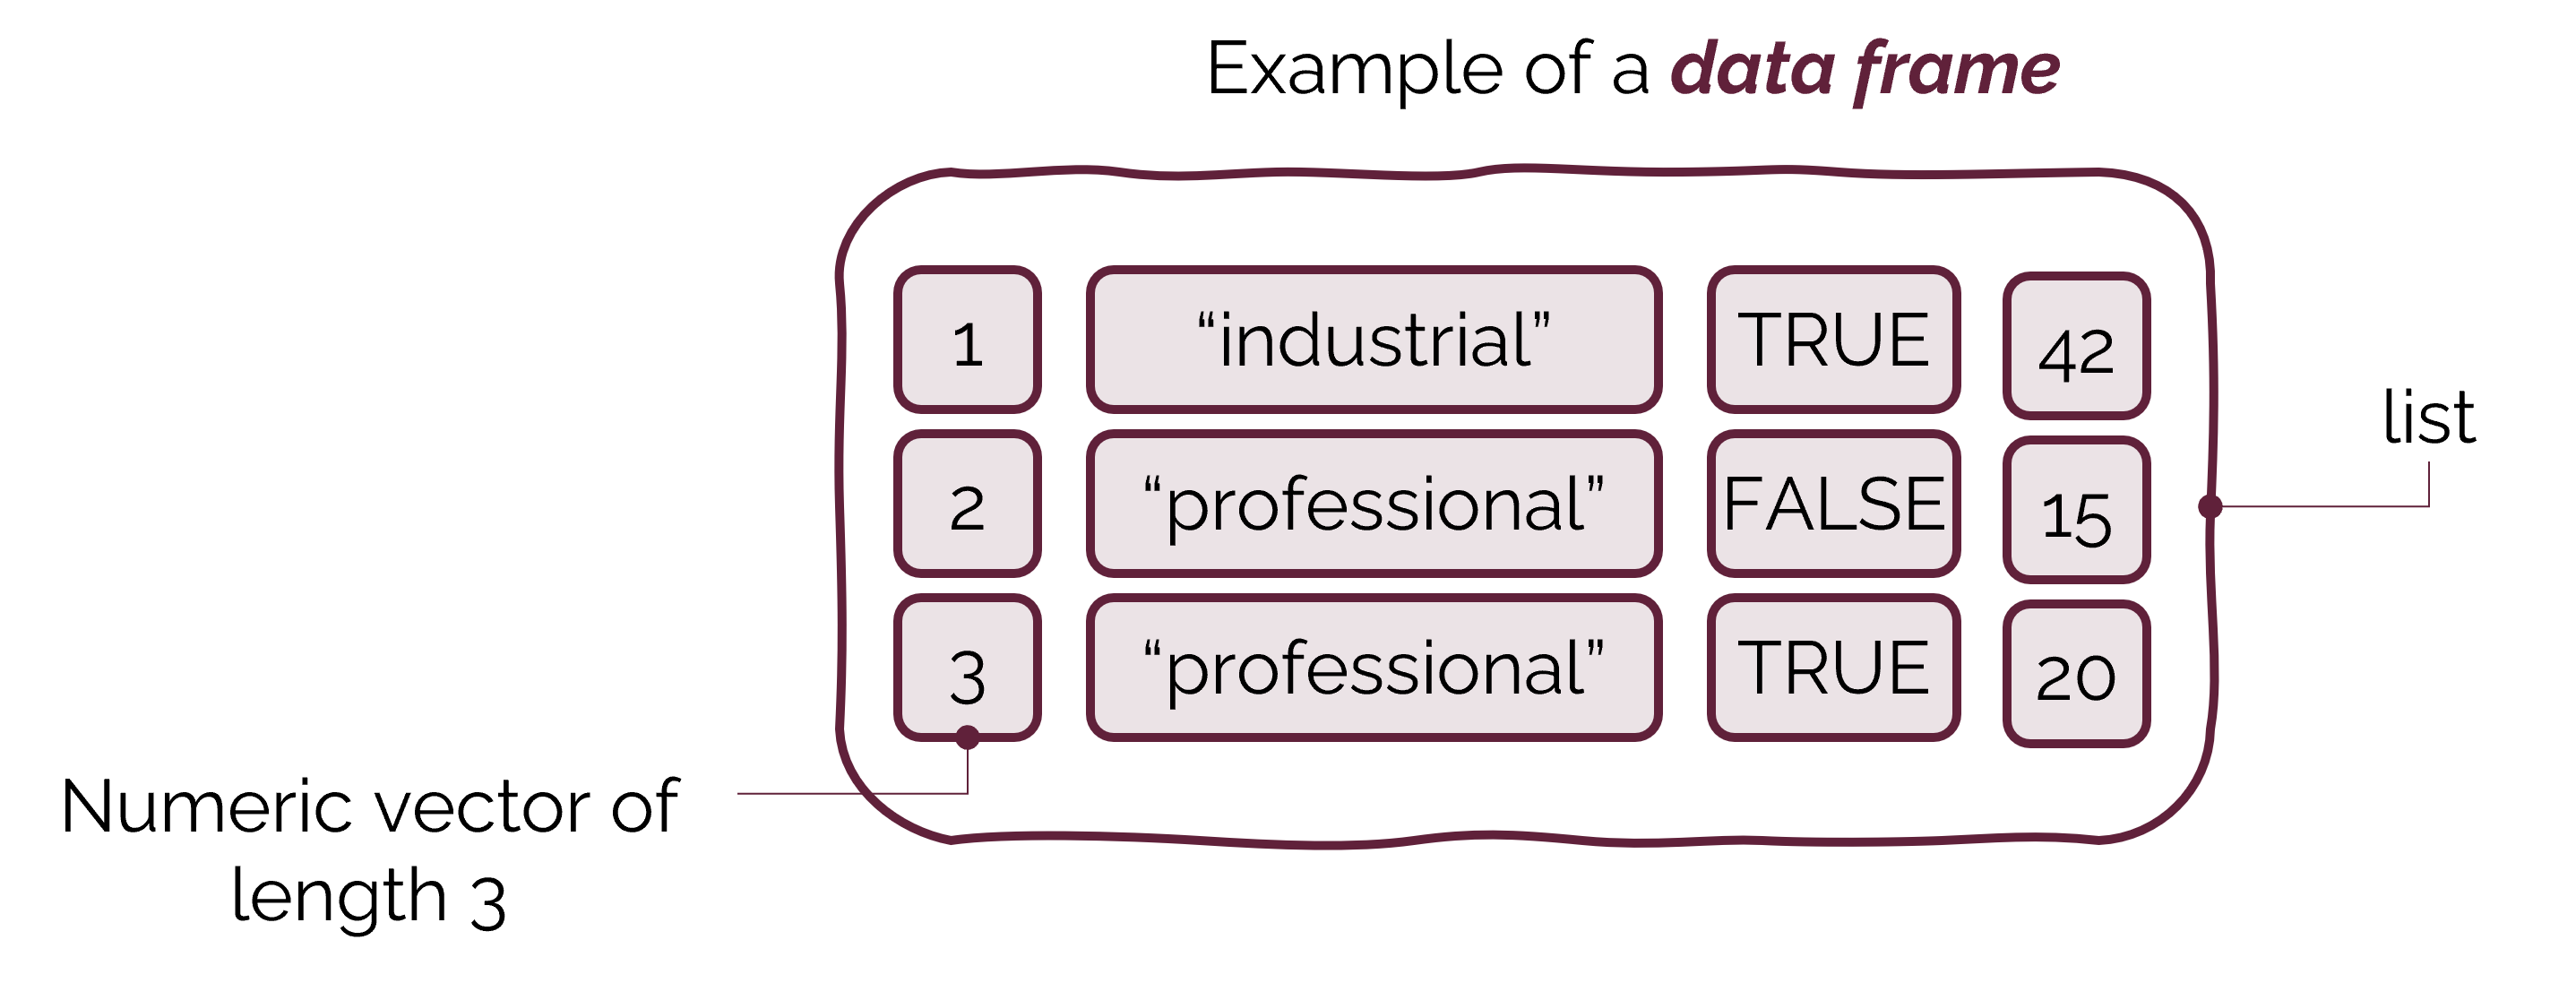 Example of a data frame
1 “industrial” TRUE 42
list
2 “professional” FALSE 15
3 “professional” TRUE 20
Numeric vector of
length 3